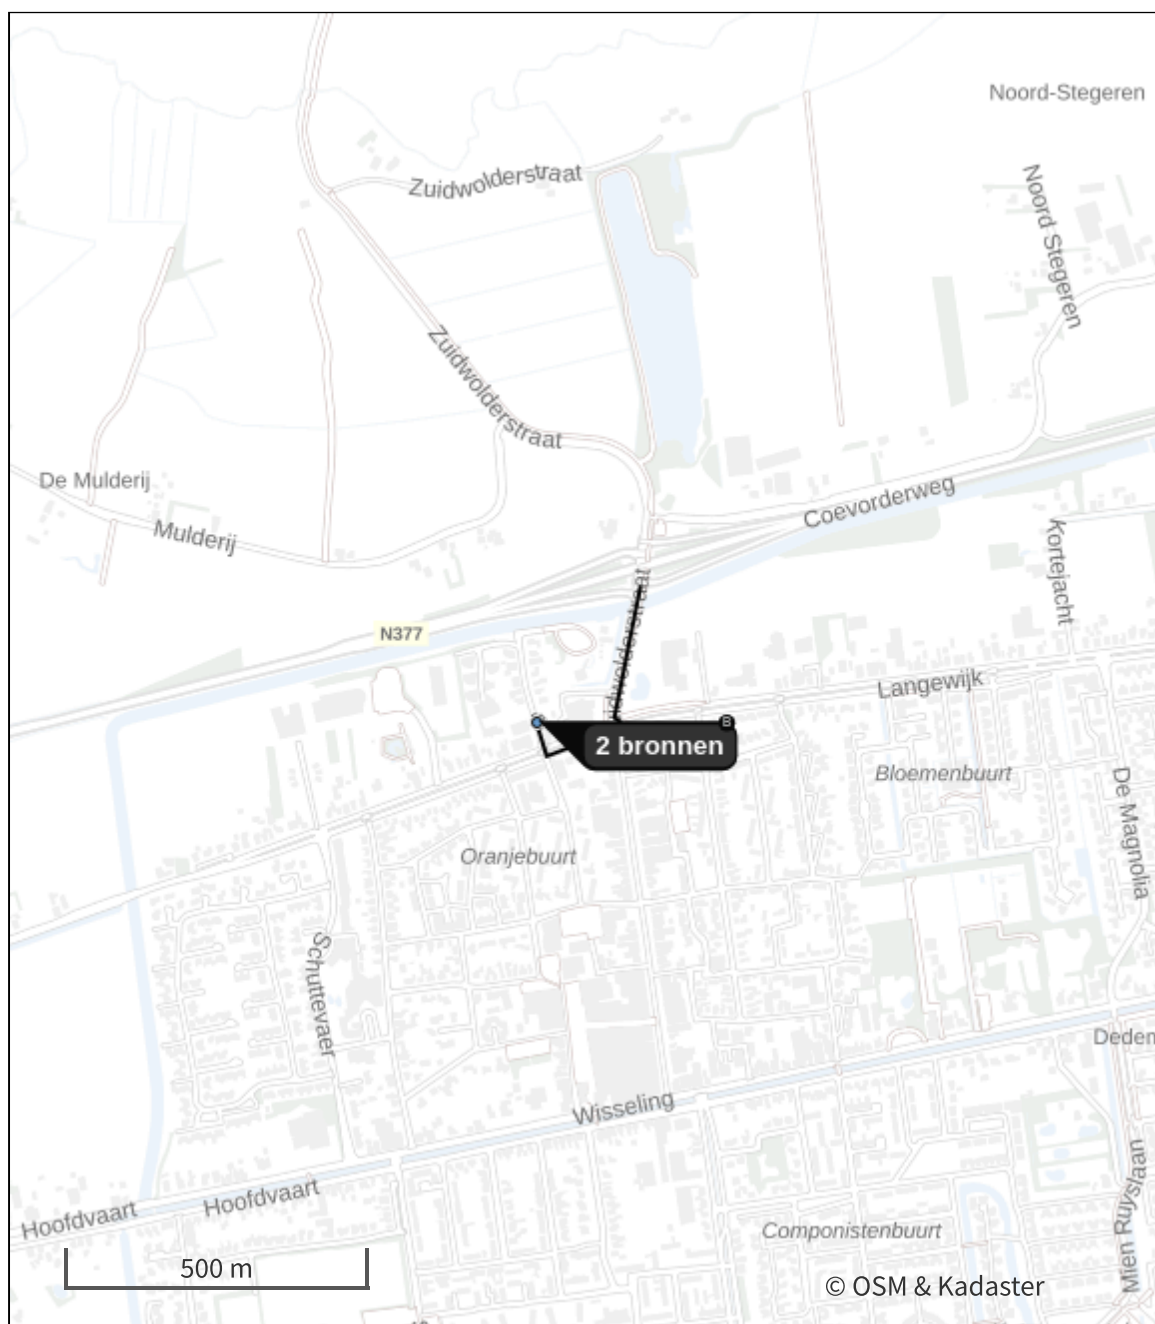 Noord-Stegeren
Zuidwolderstraat
Noord Stegeren
Zuidwolderstraat
De Mulderij
Mulderij
Coevorderweg
Kortejacht
N377
Langewijk
B
2 bronnen
Bloemenbuurt
De Magnolia
Oranjebuurt
Schuttevaer
Wisseling
Hoofdvaart
Hoofdvaart
Componistenbuurt
Mien Ruyslaan
500 m
© OSM & Kadaster